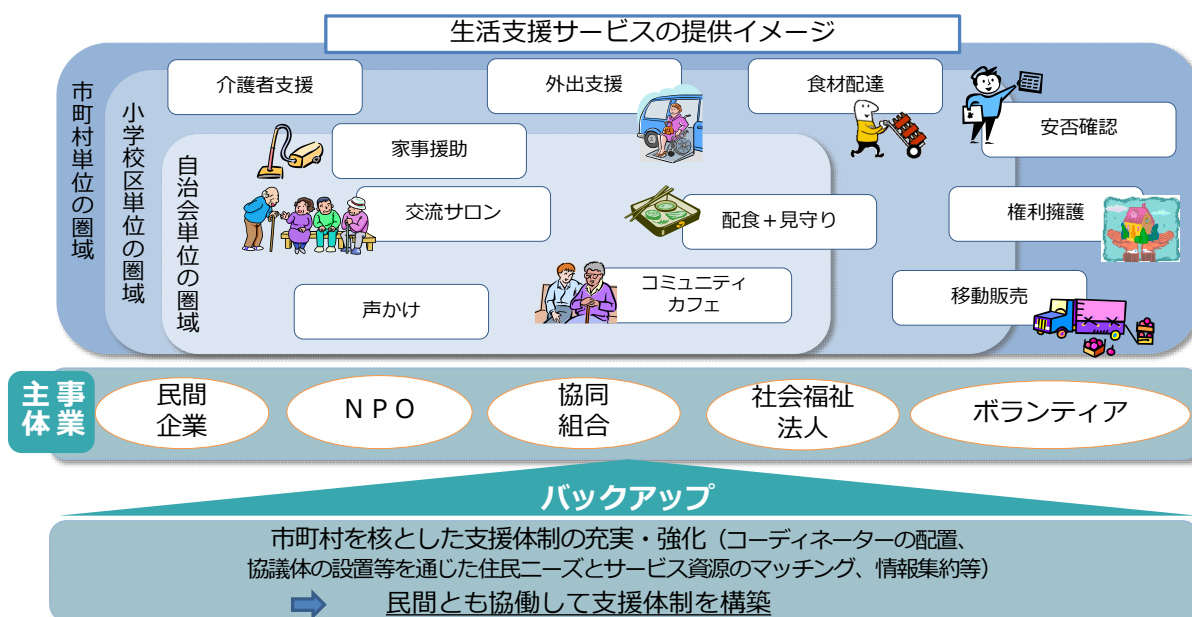 生活支援サービスの提供イメージ
市町村単位の圏域
小学校区単位の圏域
自治会単位の圏域
介護者支援
外出支援
食材配達
安否確認
家事援助
交流サロン
配食＋見守り
権利擁護
声かけ
コミュニティ
カフェ
移動販売
事業
主体
民間
企業
ＮＰＯ
協同
組合
社会福祉
法人
ボランティア
バックアップ
市町村を核とした支援体制の充実・強化（コーディネーターの配置、
協議体の設置等を通じた住民ニーズとサービス資源のマッチング、情報集約等）
民間とも協働して支援体制を構築